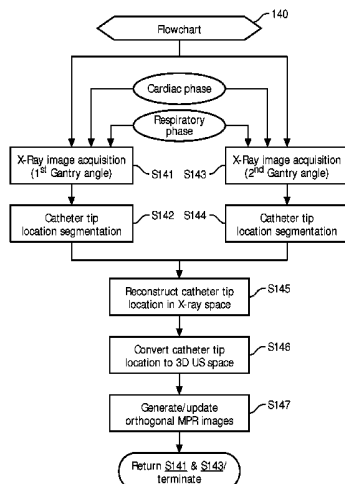 140
Flowchart
Cardiac phase
Respiratory
phase
X-Ray image acquisition
(1st Gantry angle)
S141
S143
X-Ray image acquisition
(2nd Gantry angle)
Catheter tip
location segmentation
S142
S144
Catheter tip
location segmentation
Reconstruct catheter tip
location in X-ray space
S145
Convert catheter tip
location to 3D US space
S146
Generate/update
orthogonal MPR images
S147
Return S141 & S143/
terminate